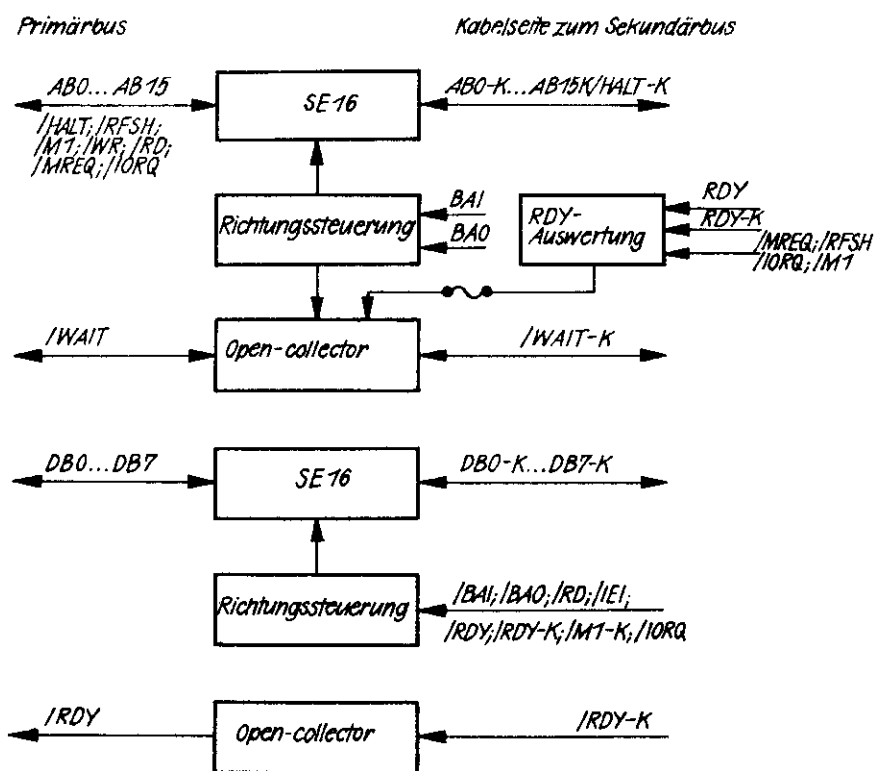 Primärbus
Kabelseite zum Sekundärbus
AB0...AB15
SE16
AB0-K...AB15K/HALT-K
/HALT;/RFSH;
/M1;/WR;/RD;
/MREQ;/IORQ
Richtungssteuerung
BAI
BAO
RDY-
Auswertung
RDY
RDY-K
/MREQ;/RFSH
/IORQ;/M1
/WAIT
Open-collector
/WAIT-K
DB0...DB7
SE16
DB0-K...DB7-K
Richtungssteuerung
/BAI;/BAO;/RD;/IEI;
/RDY;/RDY-K;/M1-K;/IORQ
/RDY
Open-collector
/RDY-K